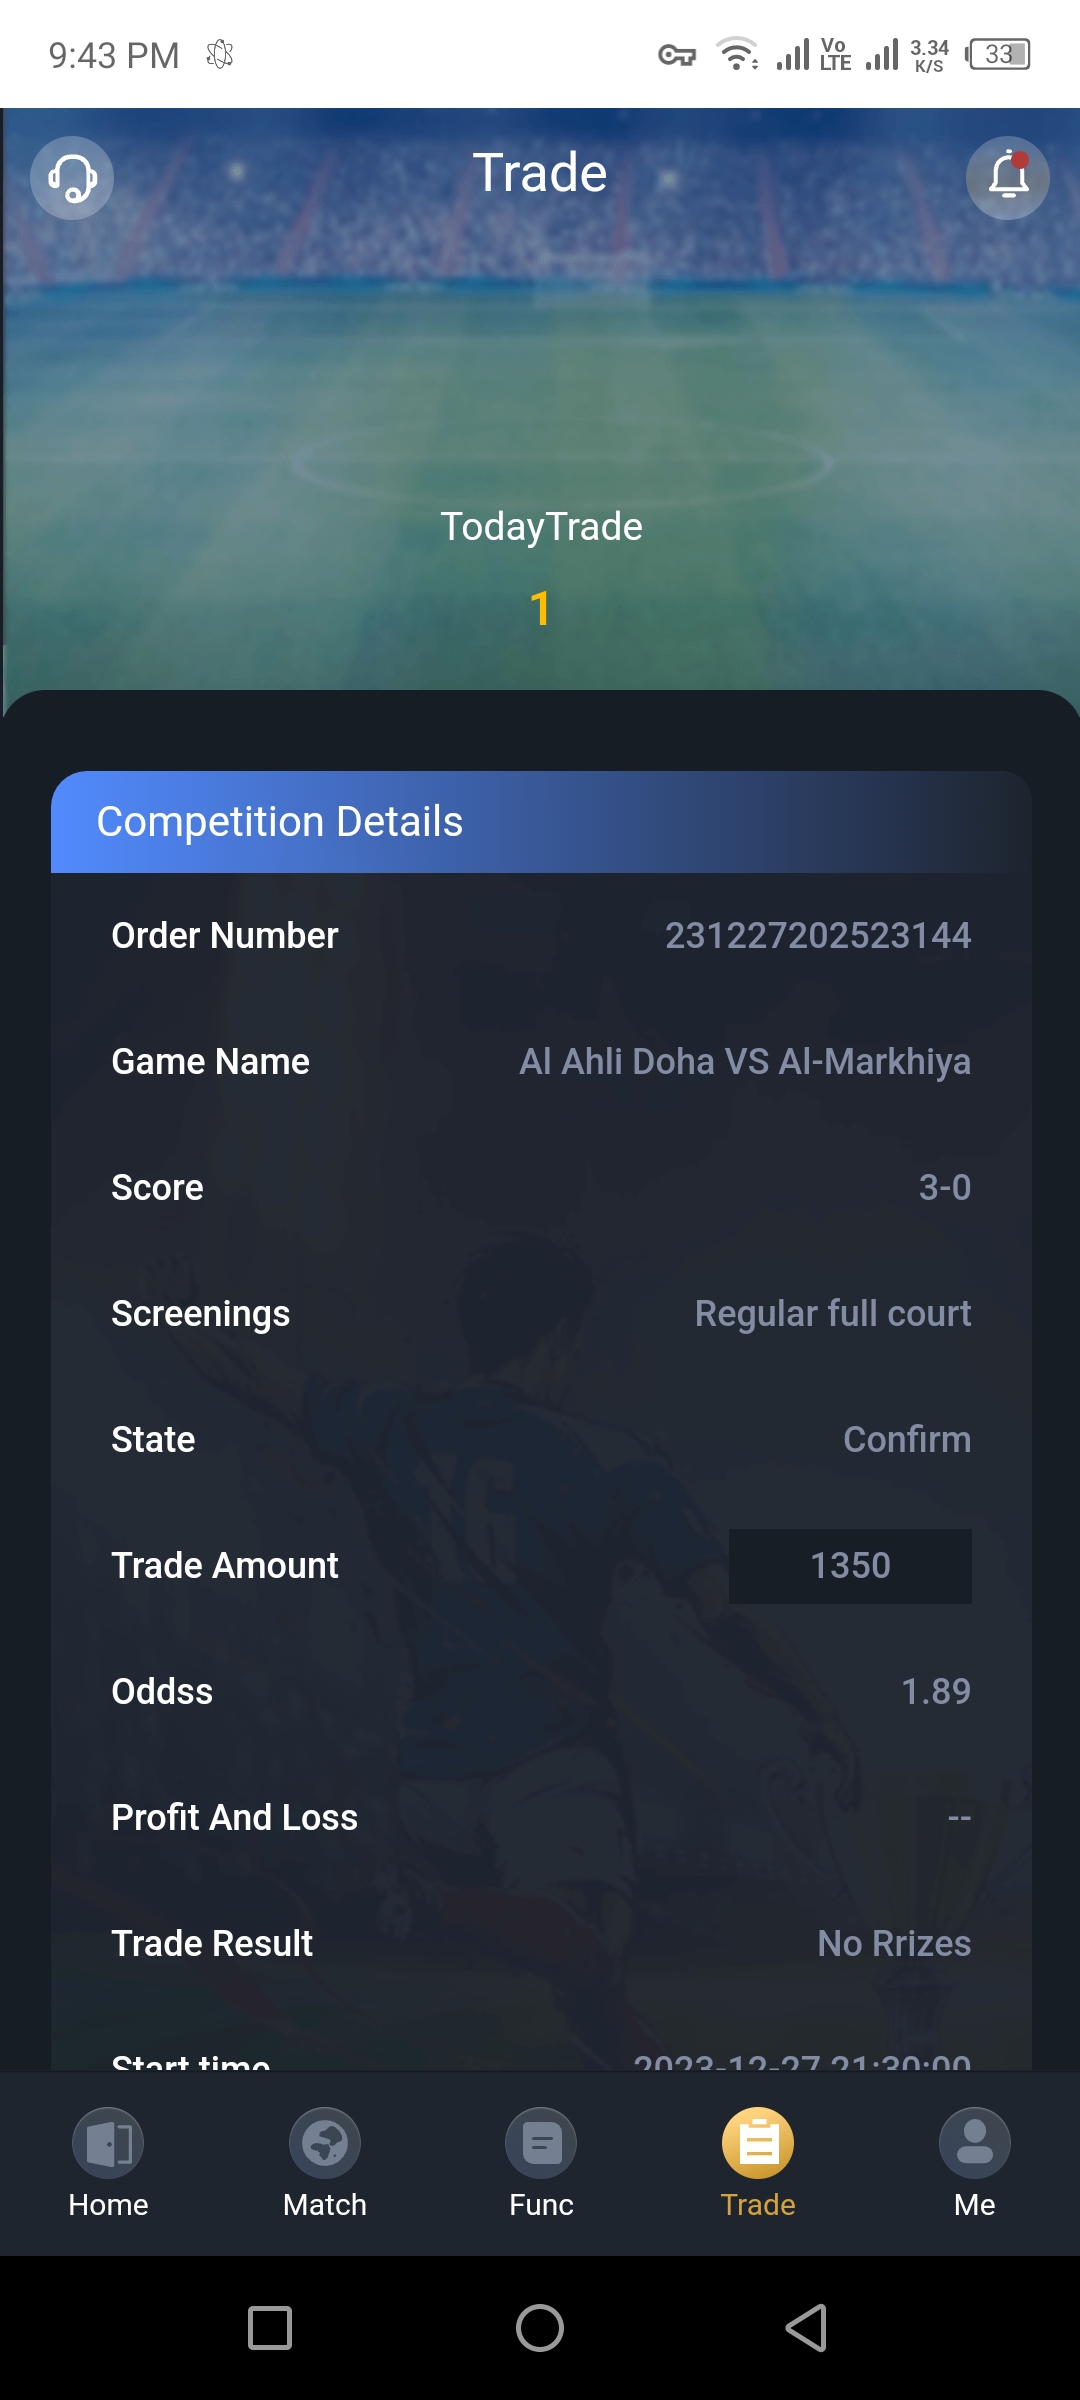 9:43 PM
Vo
LTE
3.34
K/S
33
Trade
TodayTrade
1
Competition Details
Order Number 231227202523144
Game Name Al Ahli Doha VS Al-Markhiya
Score 3-0
Screenings Regular full court
State Confirm
Trade Amount 1350
Oddss 1.89
Profit And Loss --
Trade Result No Rrizes
Start time 2023-12-27 21:30:00
Home Match Func Trade Me